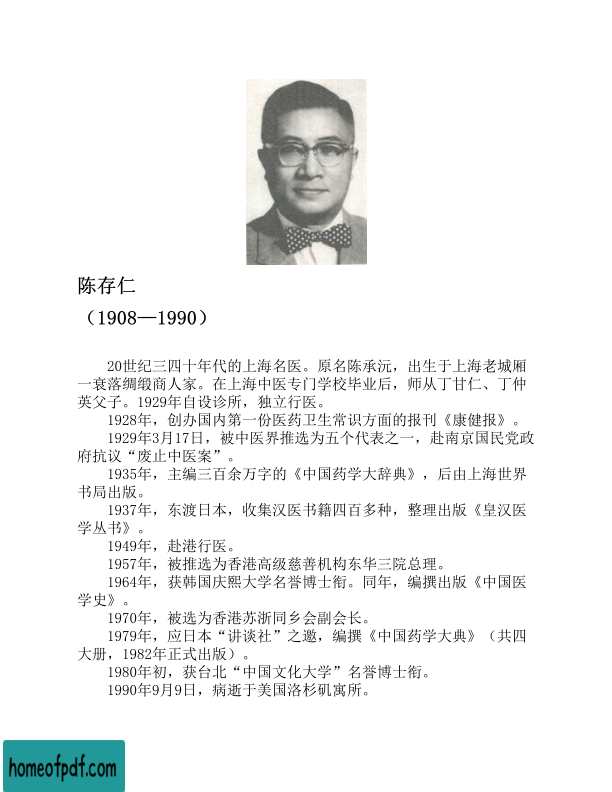 陈存仁
（1908—1990）
20世纪三四十年代的上海名医。原名陈承沅，出生于上海老城厢
一衰落绸缎商人家。在上海中医专门学校毕业后，师从丁甘仁、丁仲
英父子。1929年自设诊所，独立行医。
1928年，创办国内第一份医药卫生常识方面的报刊《康健报》。
1929年3月17日，被中医界推选为五个代表之一，赴南京国民党政
府抗议“废止中医案”。
1935年，主编三百余万字的《中国药学大辞典》，后由上海世界
书局出版。
1937年，东渡日本，收集汉医书籍四百多种，整理出版《皇汉医
学丛书》。
1949年，赴港行医。
1957年，被推选为香港高级慈善机构东华三院总理。
1964年，获韩国庆熙大学名誉博士衔。同年，编撰出版《中国医
学史》。
1970年，被选为香港苏浙同乡会副会长。
1979年，应日本“讲谈社”之邀，编撰《中国药学大典》（共四
大册，1982年正式出版）。
1980年初，获台北“中国文化大学”名誉博士衔。
1990年9月9日，病逝于美国洛杉矶寓所。
homeofpdf.com